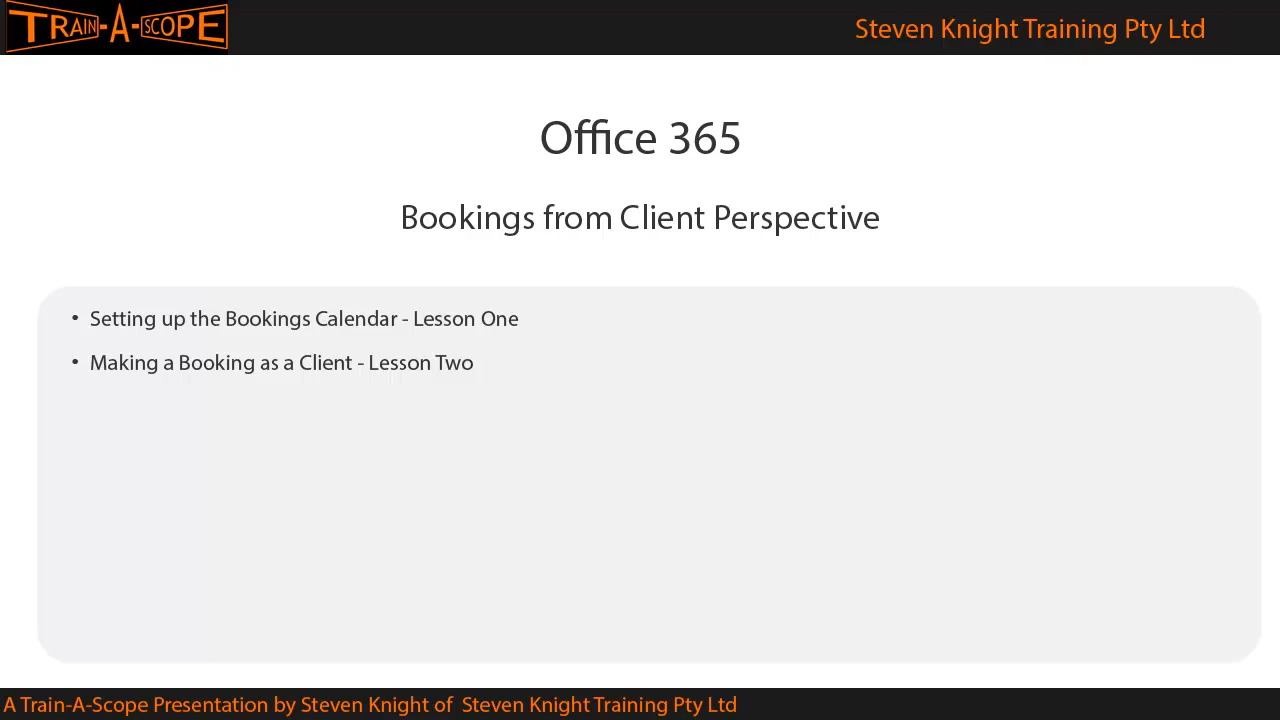 TRAIN-A-SCOPE
Steven Knight Training Pty Ltd
Office 365
Bookings from Client Perspective
• Setting up the Bookings Calendar - Lesson One
• Making a Booking as a Client - Lesson Two
A Train-A-Scope Presentation by Steven Knight of  Steven Knight Training Pty Ltd